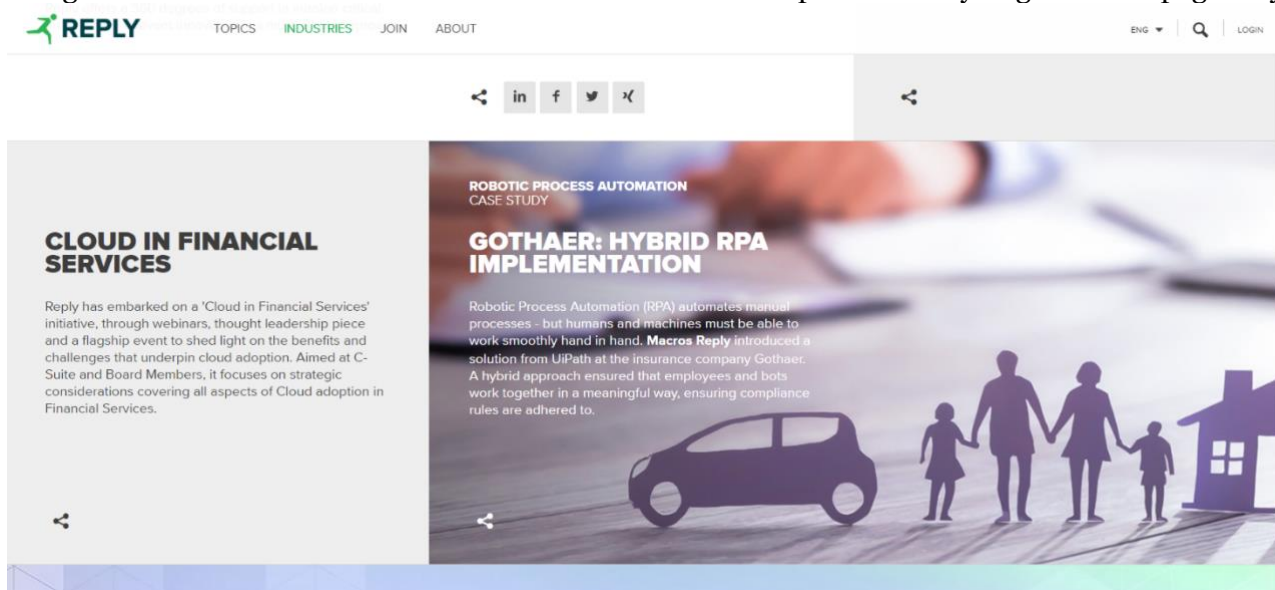 REPLY
TOPICS INDUSTRIES JOIN ABOUT
ENG LOGIN
in f
CLOUD IN FINANCIAL
SERVICES
Reply has embarked on a 'Cloud in Financial Services'
initiative, through webinars, thought leadership piece
and a flagship event to shed light on the benefits and
challenges that underpin cloud adoption. Aimed at C-
Suite and Board Members, it focuses on strategic
considerations covering all aspects of Cloud adoption in
Financial Services.
ROBOTIC PROCESS AUTOMATION
CASE STUDY
GOTHAER: HYBRID RPA
IMPLEMENTATION
Robotic Process Automation (RPA) automates manual
processes - but humans and machines must be able to
work smoothly hand in hand. Macros Reply introduced a
solution from UiPath at the insurance company Gothaer.
A hybrid approach ensured that employees and bots
work together in a meaningful way, ensuring compliance
rules are adhered to.